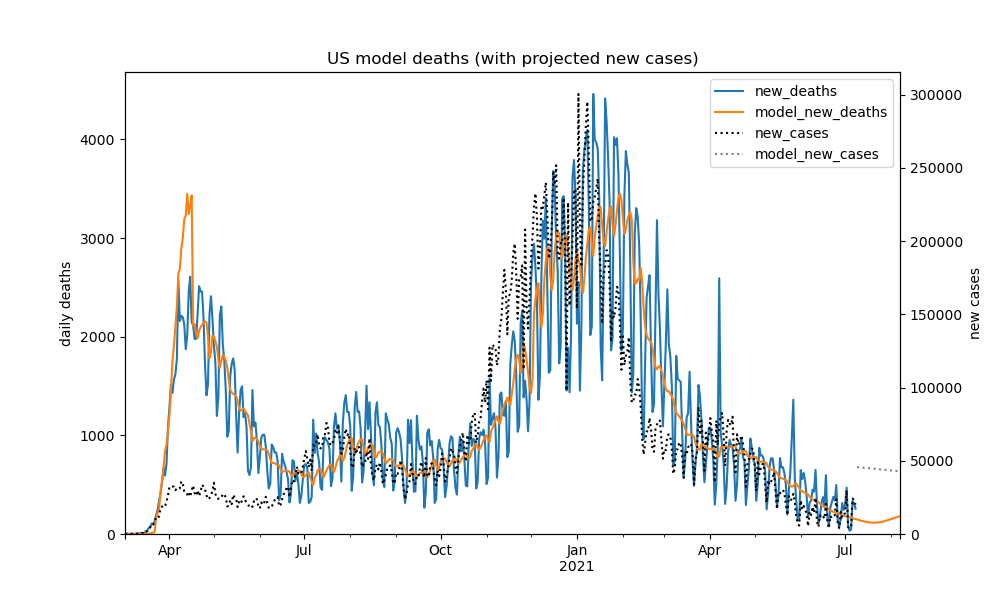 US model deaths (with projected new cases)
new_deaths
model_new_deaths
new_cases
model_new_cases
daily deaths
4000
3000
2000
1000
0
new cases
300000
250000
200000
150000
100000
50000
0
Apr
Jul
Oct
Jan
2021
Apr
Jul